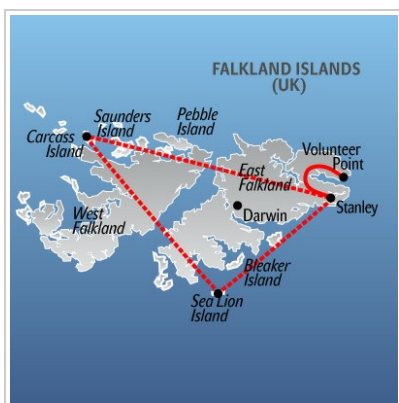 FALKLAND ISLANDS
(UK)
Saunders
Island
Pebble
Island
Carcass
Island
Volunteer
Point
East
Falkland
Stanley
West
Falkland
Darwin
Bleaker
Island
Sea Lion
Island